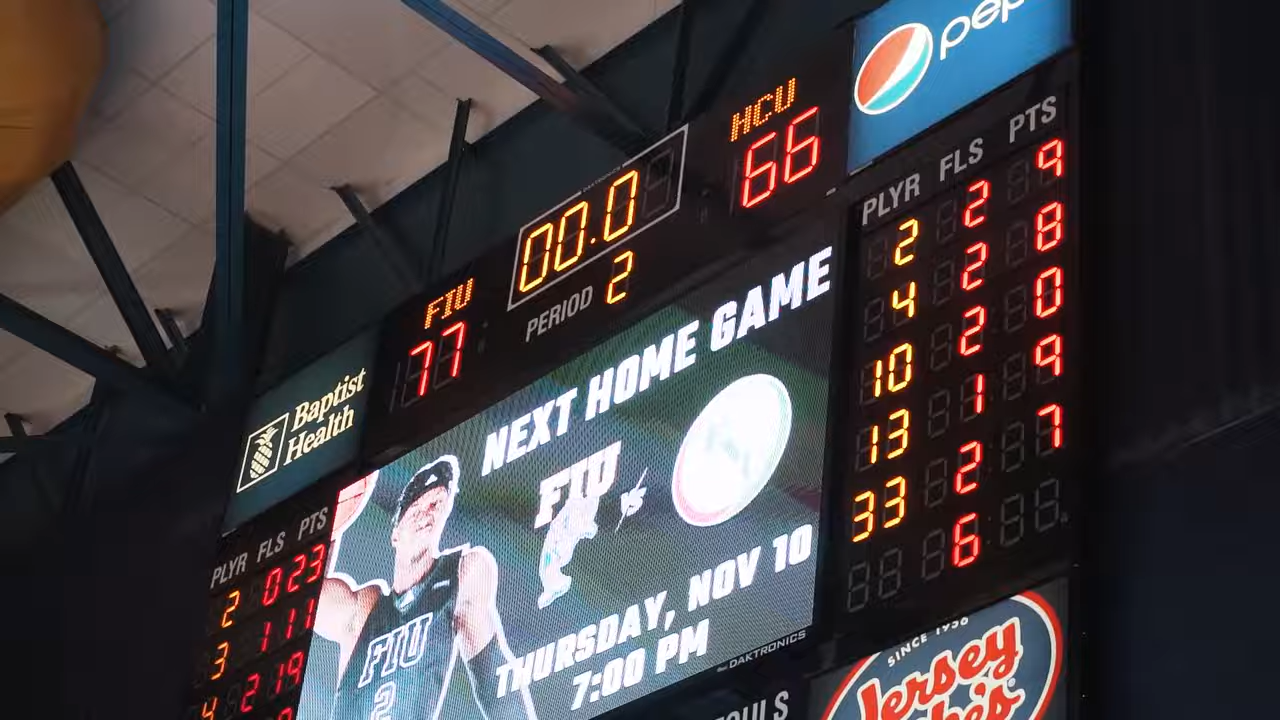 pepsi
HCU
66
DAKTRONICS
00.0
FIU
77
PERIOD 2
PLYR FLS PTS
2 2 9
4 2 8
10 2 0
13 1 9
33 2 7
6
Baptist
Health
NEXT HOME GAME
FIU VS
THURSDAY, NOV 10
7:00 PM
FIU
2
DAKTRONICS
PLYR FLS PTS
2 0 23
3 1 11
4 2 19
SINCE 1956
Jersey